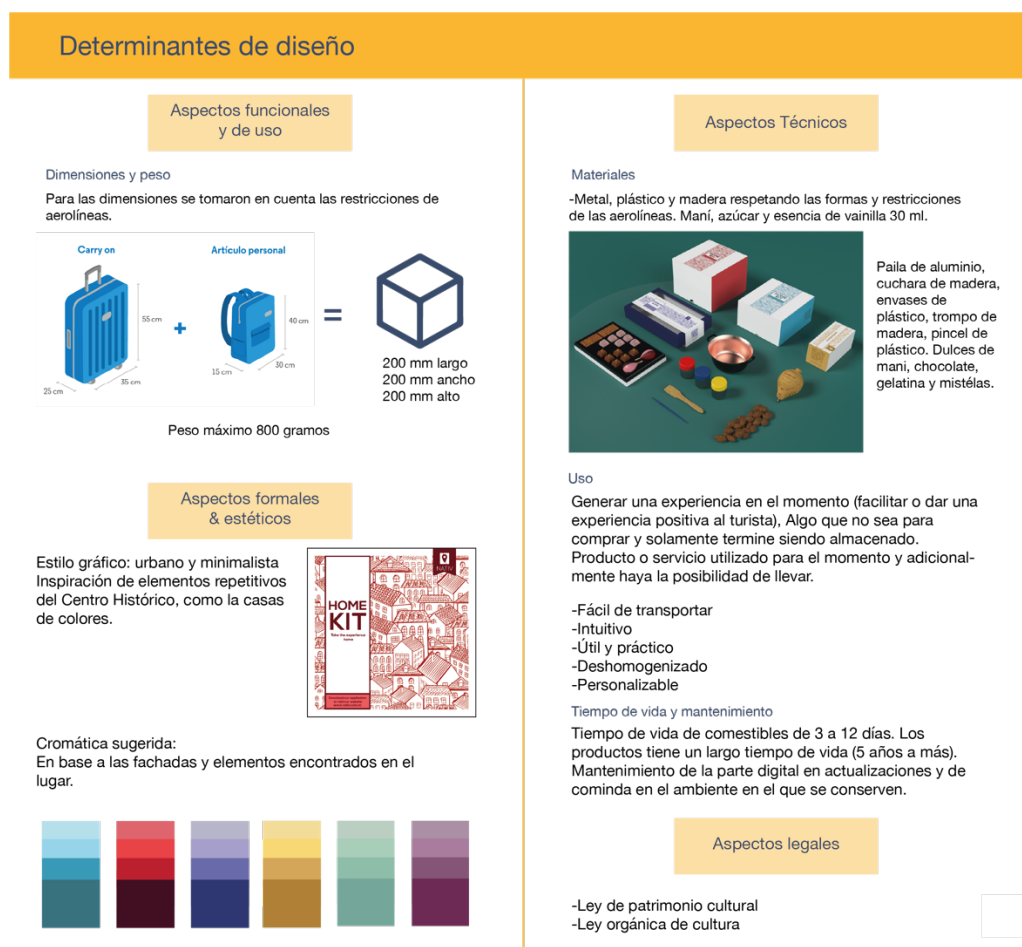 Determinantes de diseño
Aspectos funcionales
y de uso
Dimensiones y peso
Para las dimensiones se tomaron en cuenta las restricciones de
aerolíneas.
Carry on
Artículo personal
55 cm
35 cm
25 cm
40 cm
30 cm
15 cm
200 mm largo
200 mm ancho
200 mm alto
Peso máximo 800 gramos
Aspectos formales
& estéticos
Estilo gráfico: urbano y minimalista
Inspiración de elementos repetitivos
del Centro Histórico, como la casas
de colores.
NATIV
HOME
KIT
Take the experience
home
Cromática sugerida:
En base a las fachadas y elementos encontrados en el
lugar.
Aspectos Técnicos
Materiales
-Metal, plástico y madera respetando las formas y restricciones
de las aerolíneas. Maní, azúcar y esencia de vainilla 30 ml.
Paila de aluminio,
cuchara de madera,
envases de
plástico, trompo de
madera, pincel de
plástico. Dulces de
mani, chocolate,
gelatina y mistélas.
Uso
Generar una experiencia en el momento (facilitar o dar una
experiencia positiva al turista), Algo que no sea para
comprar y solamente termine siendo almacenado.
Producto o servicio utilizado para el momento y adicional-
mente haya la posibilidad de llevar.
-Fácil de transportar
-Intuitivo
-Útil y práctico
-Deshomogenizado
-Personalizable
Tiempo de vida y mantenimiento
Tiempo de vida de comestibles de 3 a 12 días. Los
productos tiene un largo tiempo de vida (5 años a más).
Mantenimiento de la parte digital en actualizaciones y de
cominda en el ambiente en el que se conserven.
Aspectos legales
-Ley de patrimonio cultural
-Ley orgánica de cultura